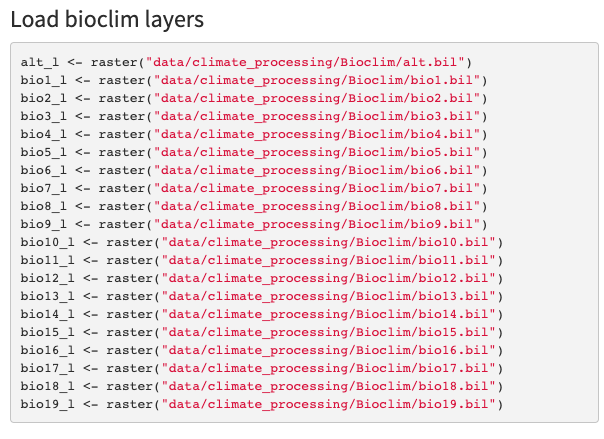 Load bioclim layers
alt_l <- raster("data/climate_processing/Bioclim/alt.bil")
bio1_l <- raster("data/climate_processing/Bioclim/bio1.bil")
bio2_l <- raster("data/climate_processing/Bioclim/bio2.bil")
bio3_l <- raster("data/climate_processing/Bioclim/bio3.bil")
bio4_l <- raster("data/climate_processing/Bioclim/bio4.bil")
bio5_l <- raster("data/climate_processing/Bioclim/bio5.bil")
bio6_l <- raster("data/climate_processing/Bioclim/bio6.bil")
bio7_l <- raster("data/climate_processing/Bioclim/bio7.bil")
bio8_l <- raster("data/climate_processing/Bioclim/bio8.bil")
bio9_l <- raster("data/climate_processing/Bioclim/bio9.bil")
bio10_l <- raster("data/climate_processing/Bioclim/bio10.bil")
bio11_l <- raster("data/climate_processing/Bioclim/bio11.bil")
bio12_l <- raster("data/climate_processing/Bioclim/bio12.bil")
bio13_l <- raster("data/climate_processing/Bioclim/bio13.bil")
bio14_l <- raster("data/climate_processing/Bioclim/bio14.bil")
bio15_l <- raster("data/climate_processing/Bioclim/bio15.bil")
bio16_l <- raster("data/climate_processing/Bioclim/bio16.bil")
bio17_l <- raster("data/climate_processing/Bioclim/bio17.bil")
bio18_l <- raster("data/climate_processing/Bioclim/bio18.bil")
bio19_l <- raster("data/climate_processing/Bioclim/bio19.bil")